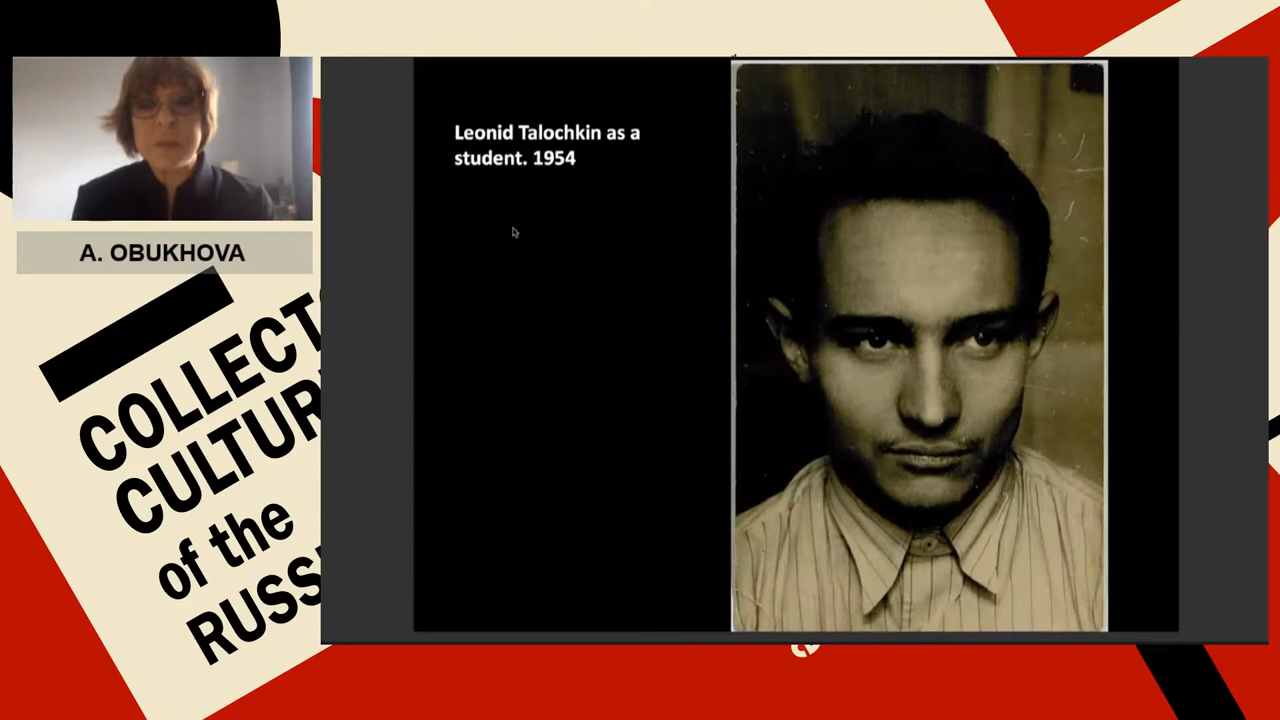 Leonid Talochkin as a
student. 1954
A. OBUKHOVA
COLLECT
CULTUR
of the
RUSS